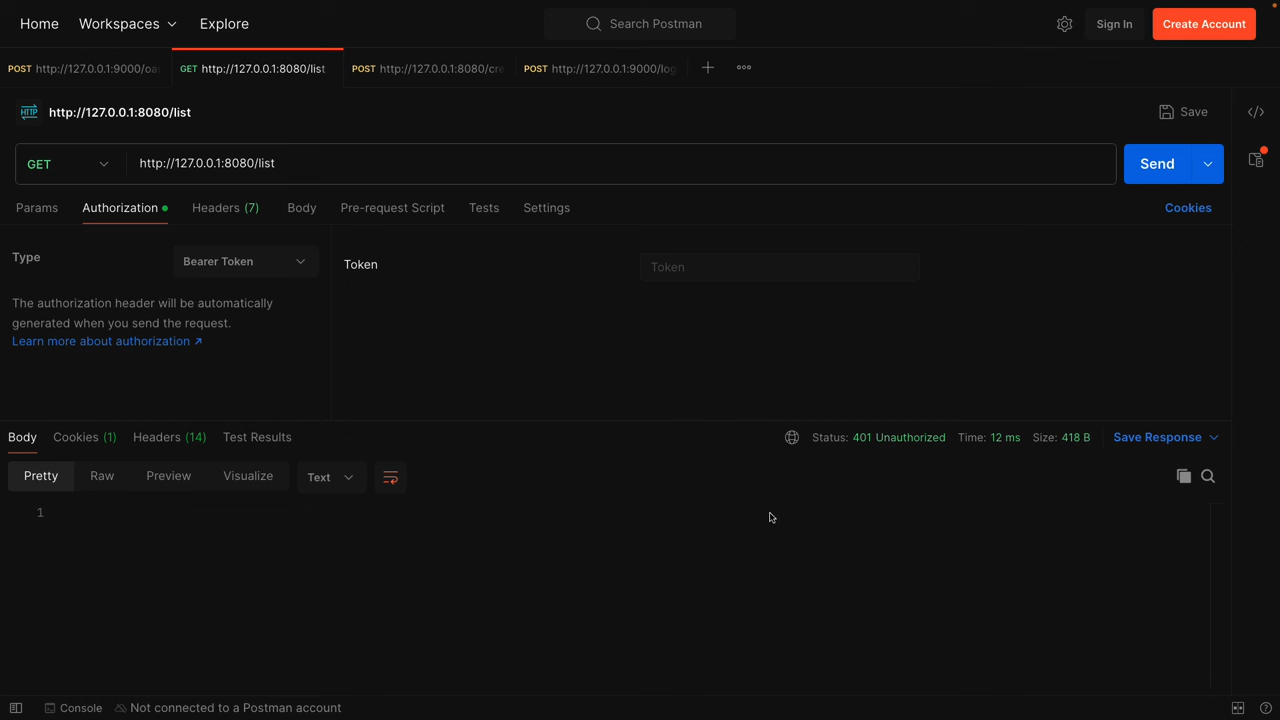 Home Workspaces Explore Search Postman Sign In Create Account
POST http://127.0.0.1:9000/oa GET http://127.0.0.1:8080/list POST http://127.0.0.1:8080/cre POST http://127.0.0.1:9000/log
HTTP http://127.0.0.1:8080/list Save
GET http://127.0.0.1:8080/list Send
Params Authorization Headers (7) Body Pre-request Script Tests Settings Cookies
Type Bearer Token Token Token
The authorization header will be automatically
generated when you send the request.
Learn more about authorization ↗
Body Cookies (1) Headers (14) Test Results Status: 401 Unauthorized Time: 12 ms Size: 418 B Save Response
Pretty Raw Preview Visualize Text
1
Console Not connected to a Postman account